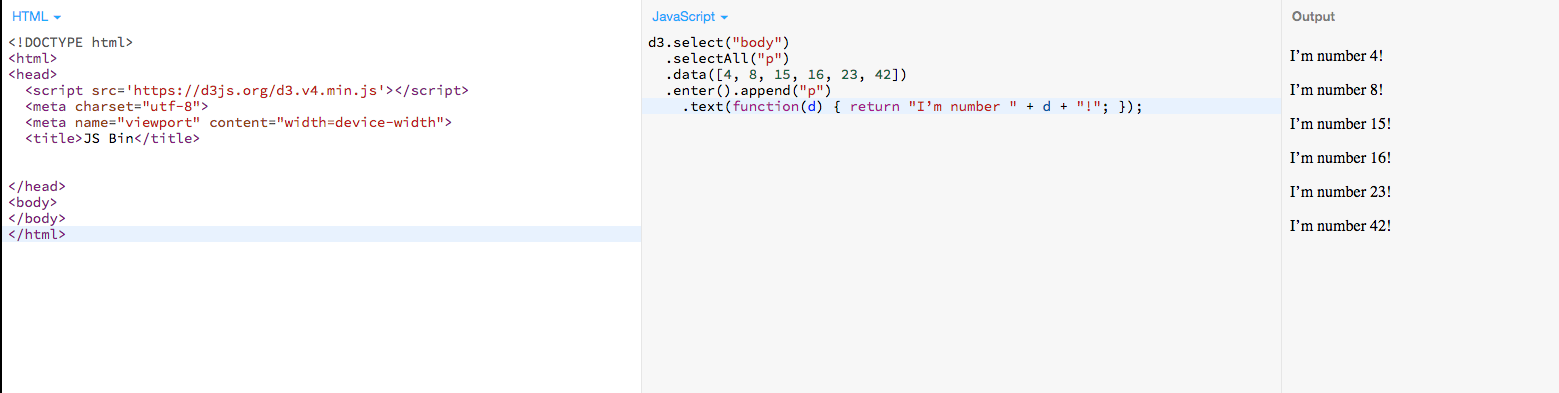 HTML
<!DOCTYPE html>
<html>
<head>
  <script src='https://d3js.org/d3.v4.min.js'></script>
  <meta charset="utf-8">
  <meta name="viewport" content="width=device-width">
  <title>JS Bin</title>
</head>
<body>
</body>
</html>
JavaScript
d3.select("body")
  .selectAll("p")
  .data([4, 8, 15, 16, 23, 42])
  .enter().append("p")
    .text(function(d) { return "I’m number " + d + "!"; });
Output
I’m number 4!
I’m number 8!
I’m number 15!
I’m number 16!
I’m number 23!
I’m number 42!